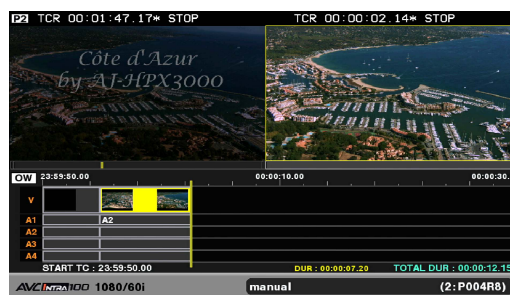 P2 TCR 00:01:47.17* STOP TCR 00:00:02.14* STOP
Côte d'Azur
by AJ-HPX3000
OW 23:59:50.00 00:00:10.00 00:00:30.
V
A1 A2
A2
A3
A4
START TC : 23:59:50.00 DUR : 00:00:07.20 TOTAL DUR : 00:00:12.15
AVC INTRA 100 1080/60i manual (2:P004R8)